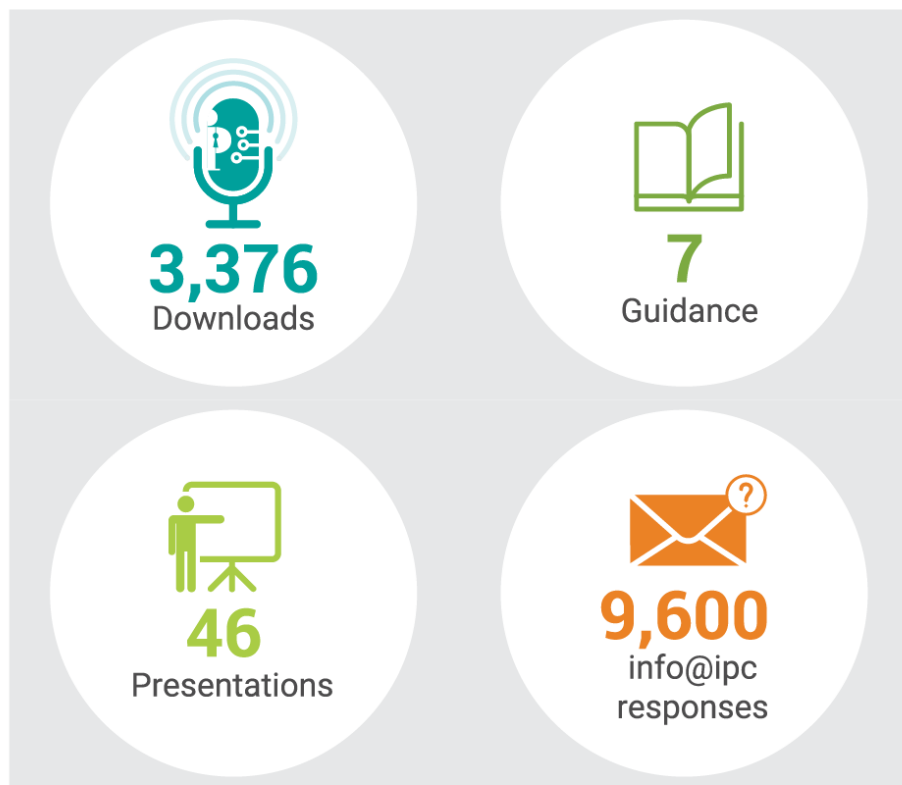 3,376
Downloads
7
Guidance
46
Presentations
?
9,600
info@ipc
responses